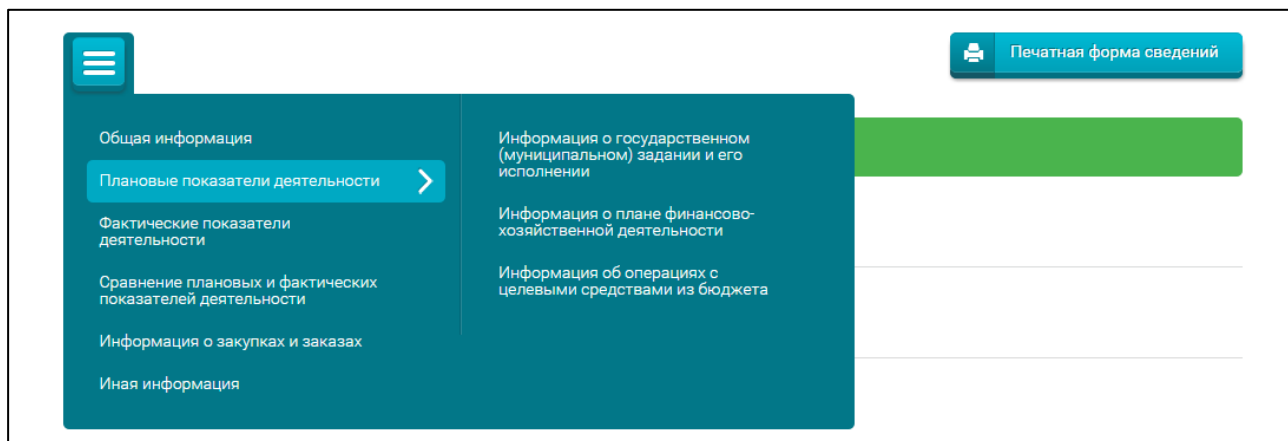 Печатная форма сведений
Общая информация
Плановые показатели деятельности
Фактические показатели
деятельности
Сравнение плановых и фактических
показателей деятельности
Информация о закупках и заказах
Иная информация
Информация о государственном
(муниципальном) задании и его
исполнении
Информация о плане финансово-
хозяйственной деятельности
Информация об операциях с
целевыми средствами из бюджета